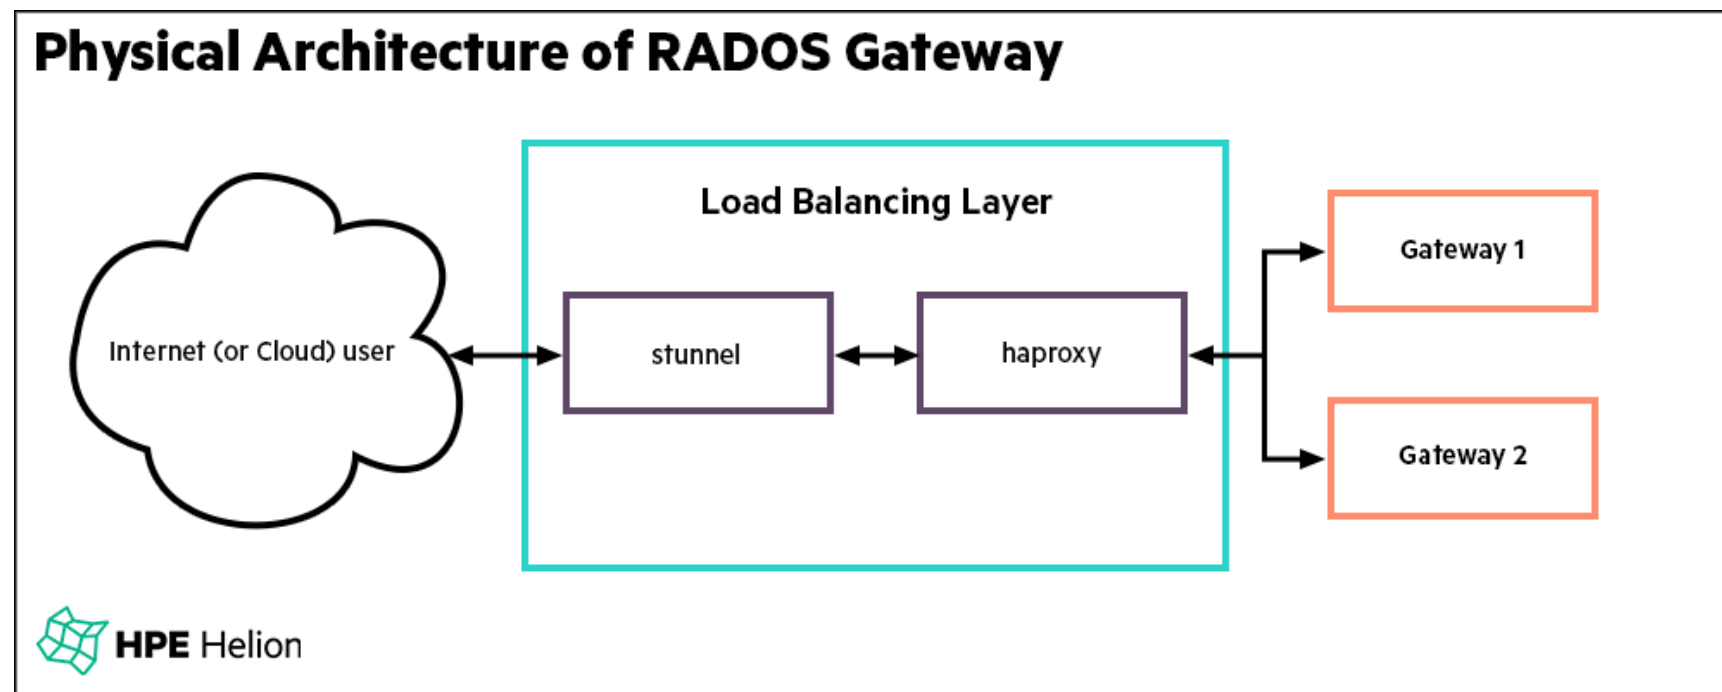 Physical Architecture of RADOS Gateway
Load Balancing Layer
Gateway 1
Internet (or Cloud) user
stunnel
haproxy
Gateway 2
HPE Helion